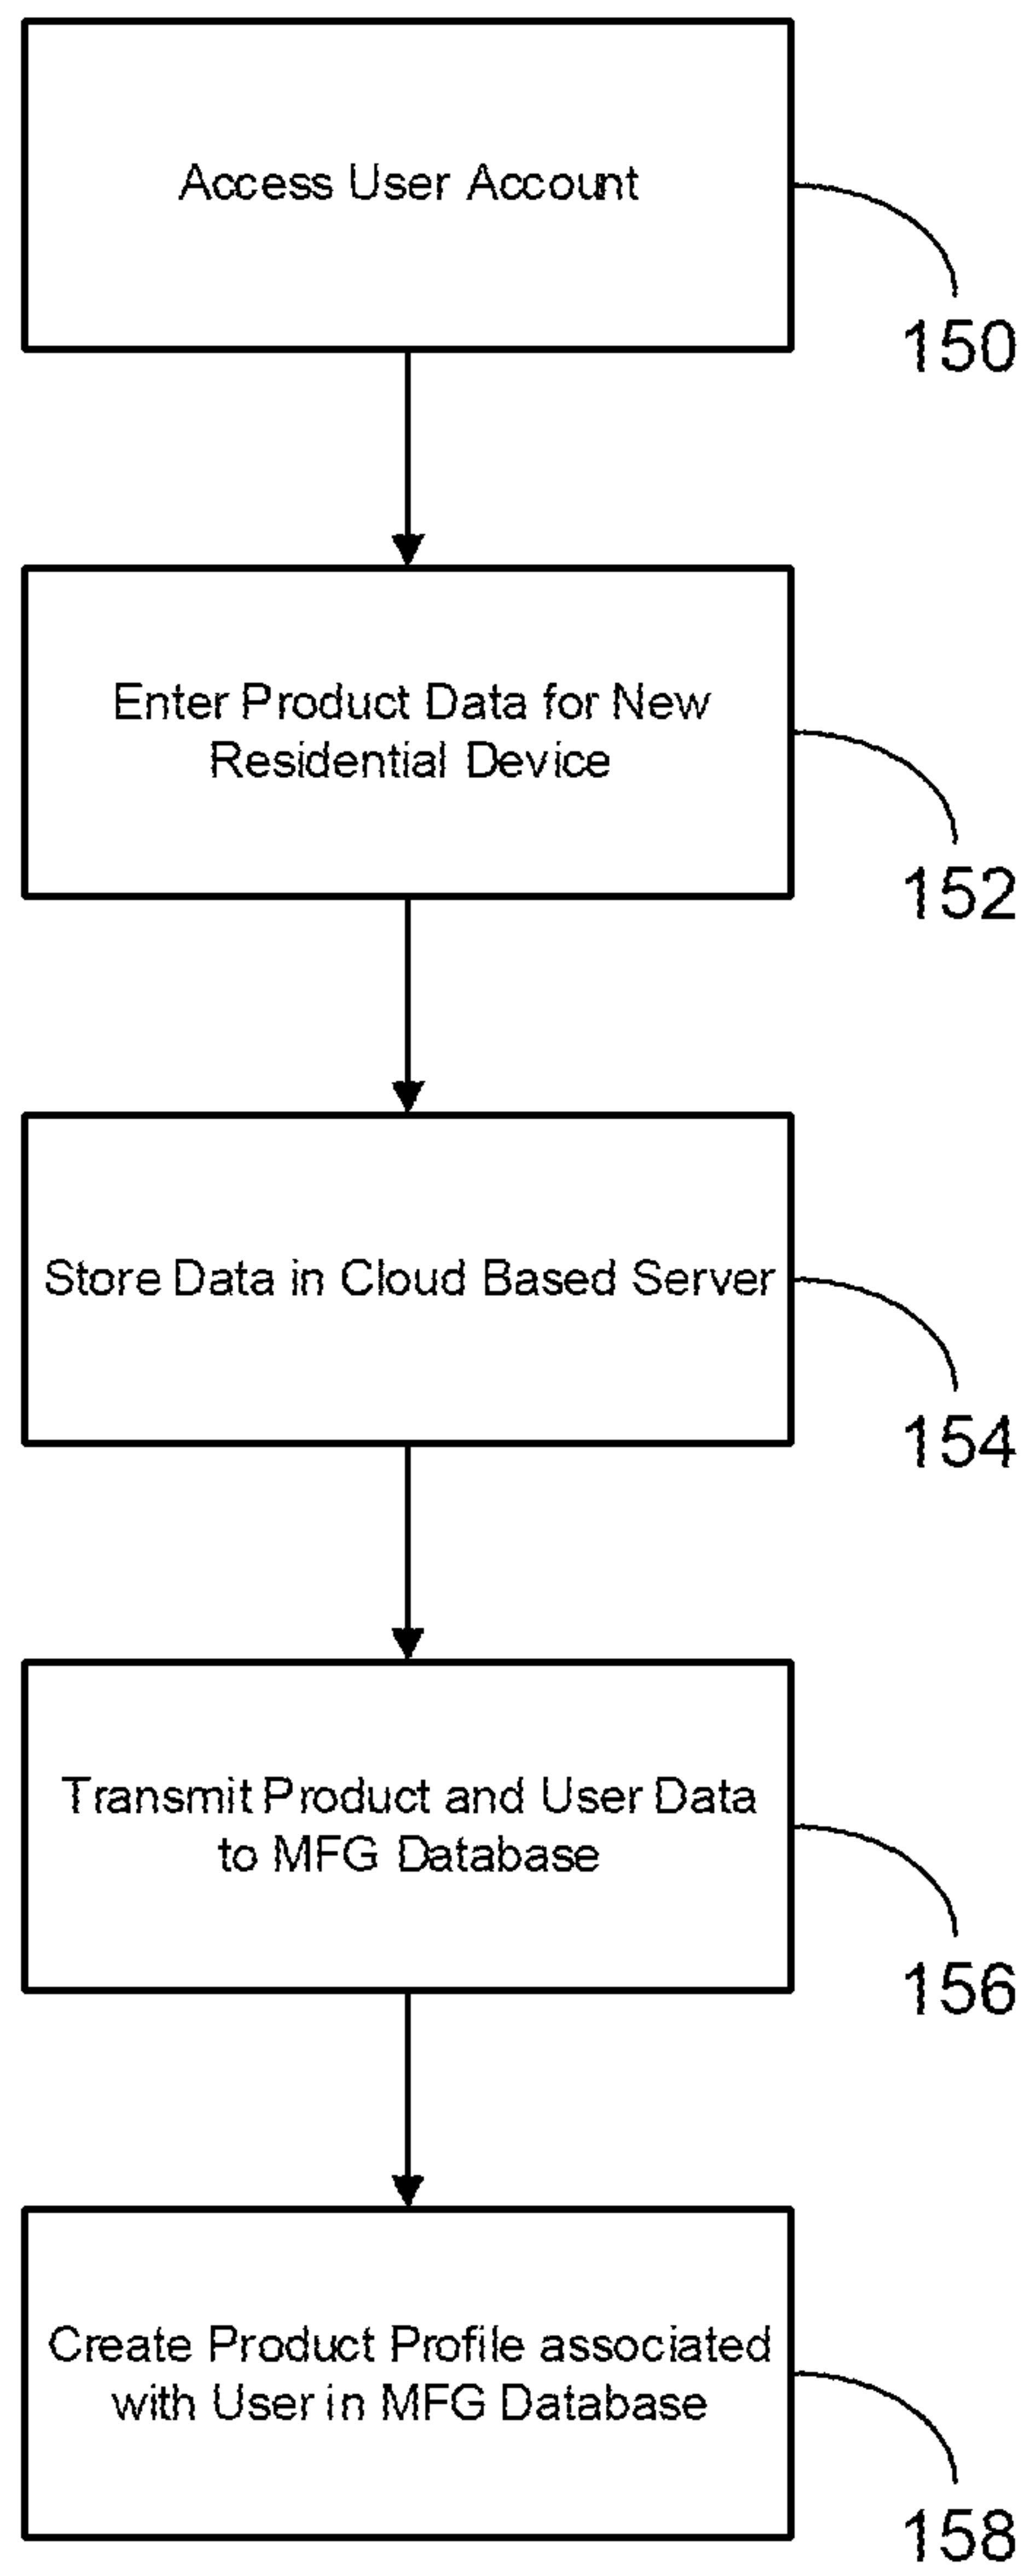 Access User Account
150
Enter Product Data for New
Residential Device
152
Store Data in Cloud Based Server
154
Transmit Product and User Data
to MFG Database
156
Create Product Profile associated
with User in MFG Database
158